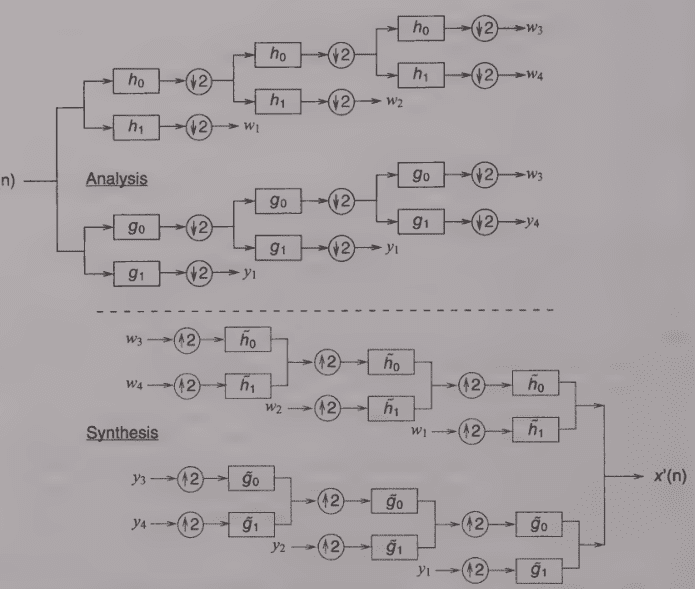 h₀ ↓2 w₃
h₀ ↓2
h₀ ↓2 h₁ ↓2 w₄
h₁ ↓2 w₂
h₁ ↓2 w₁
n) Analysis
g₀ ↓2 w₃
g₀ ↓2
g₀ ↓2 g₁ ↓2 y₄
g₁ ↓2 y₁
g₁ ↓2 y₁
w₃ ↑2 h̃₀
↑2 h̃₀
w₄ ↑2 h̃₁ ↑2 h̃₀
w₂ ↑2 h̃₁
w₁ ↑2 h̃₁
Synthesis
x'(n)
y₃ ↑2 g̃₀
↑2 g̃₀
y₄ ↑2 g̃₁ ↑2 g̃₀
y₂ ↑2 g̃₁
y₁ ↑2 g̃₁